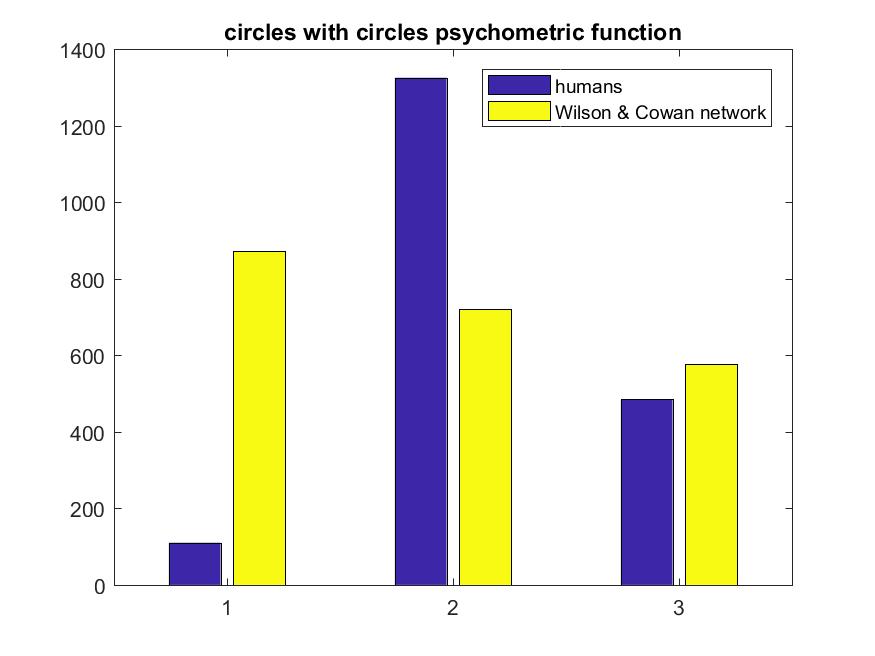 circles with circles psychometric function
1400
1200
1000
800
600
400
200
0
humans
Wilson & Cowan network
1 2 3